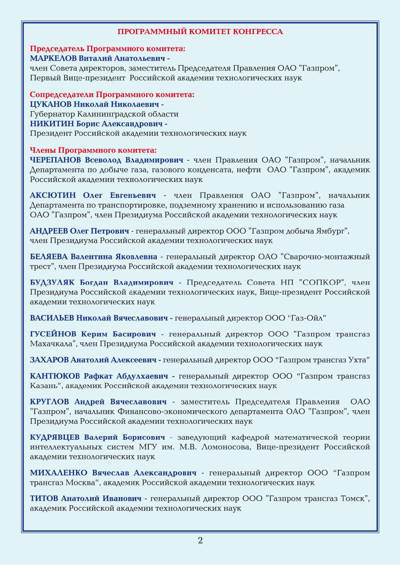 ПРОГРАММНЫЙ КОМИТЕТ КОНГРЕССА
Председатель Программного комитета:
МАРКЕЛОВ Виталий Анатольевич -
член Совета директоров, заместитель Председателя Правления ОАО "Газпром",
Первый Вице-президент Российской академии технологических наук
Сопредседатели Программного комитета:
ЦУКАНОВ Николай Николаевич -
Губернатор Калининградской области
НИКИТИН Борис Александрович -
Президент Российской академии технологических наук
Члены Программного комитета:
ЧЕРЕПАНОВ Всеволод Владимирович - член Правления ОАО "Газпром", начальник
Департамента по добыче газа, газового конденсата, нефти ОАО "Газпром", академик
Российской академии технологических наук
АКСЮТИН Олег Евгеньевич - член Правления ОАО "Газпром", начальник
Департамента по транспортировке, подземному хранению и использованию газа
ОАО "Газпром", член Президиума Российской академии технологических наук
АНДРЕЕВ Олег Петрович - генеральный директор ООО "Газпром добыча Ямбург",
член Президиума Российской академии технологических наук
БЕЛЯЕВА Валентина Яковлевна - генеральный директор ОАО "Сварочно-монтажный
трест", член Президиума Российской академии технологических наук
БУДЗУЛЯК Богдан Владимирович - Председатель Совета НП "СОПКОР", член
Президиума Российской академии технологических наук, Вице-президент Российской
академии технологических наук
ВАСИЛЬЕВ Николай Вячеславович - генеральный директор ООО "Газ-Ойл"
ГУСЕЙНОВ Керим Басирович - генеральный директор ООО "Газпром трансгаз
Махачкала", член Президиума Российской академии технологических наук
ЗАХАРОВ Анатолий Алексеевич - генеральный директор ООО "Газпром трансгаз Ухта"
КАНТЮКОВ Рафкат Абдулхаевич - генеральный директор ООО "Газпром трансгаз
Казань", академик Российской академии технологических наук
КРУГЛОВ Андрей Вячеславович - заместитель Председателя Правления ОАО
"Газпром", начальник Финансово-экономического департамента ОАО "Газпром", член
Президиума Российской академии технологических наук
КУДРЯВЦЕВ Валерий Борисович - заведующий кафедрой математической теории
интеллектуальных систем МГУ им. М.В. Ломоносова, Вице-президент Российской
академии технологических наук
МИХАЛЕНКО Вячеслав Александрович - генеральный директор ООО "Газпром
трансгаз Москва", академик Российской академии технологических наук
ТИТОВ Анатолий Иванович - генеральный директор ООО "Газпром трансгаз Томск",
академик Российской академии технологических наук
2